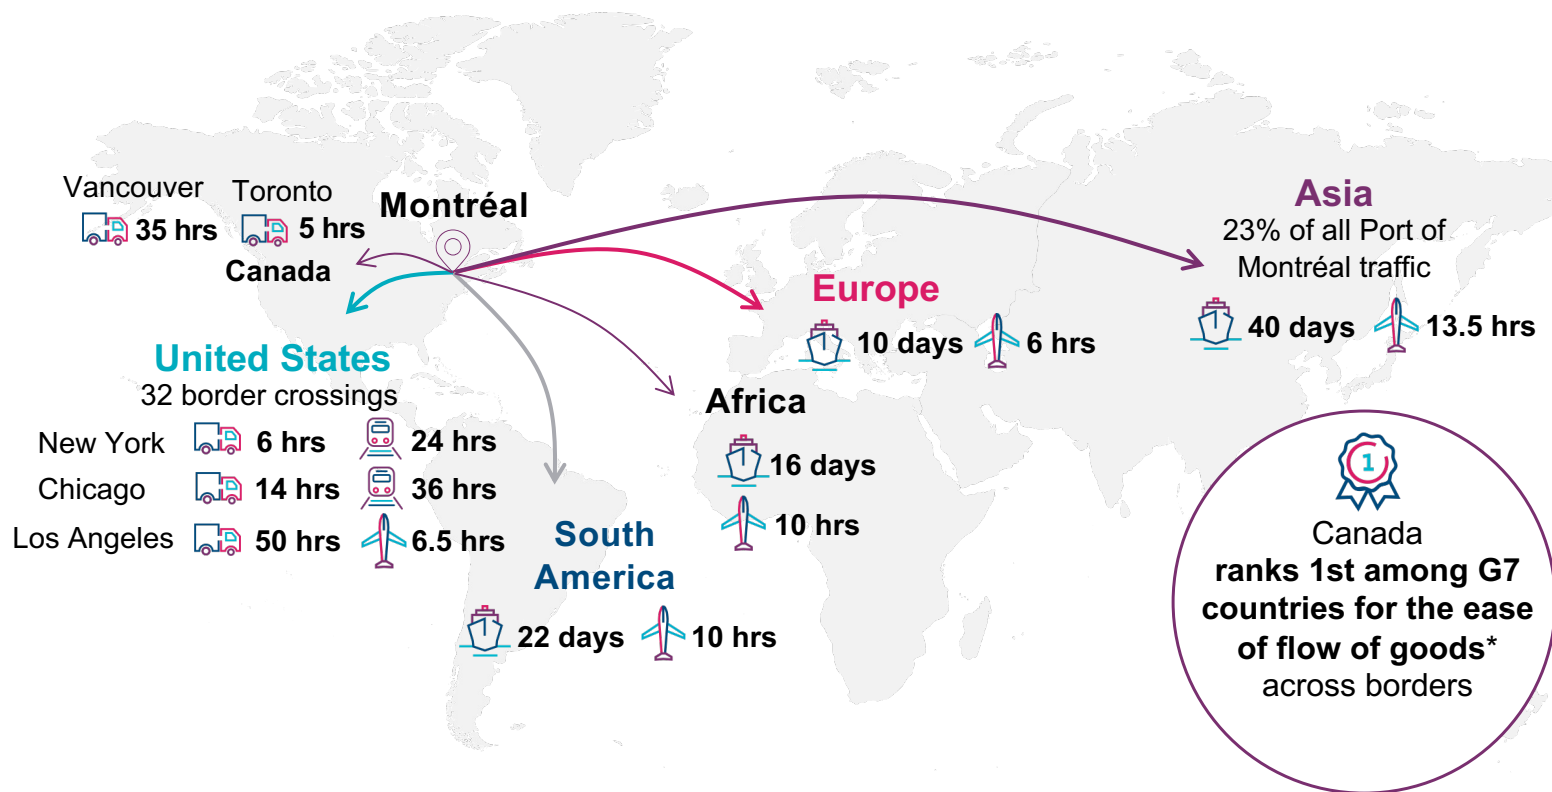 Vancouver
35 hrs
Toronto
5 hrs
Canada
Montréal
United States
32 border crossings
New York 6 hrs 24 hrs
Chicago 14 hrs 36 hrs
Los Angeles 50 hrs 6.5 hrs
South
America
22 days 10 hrs
Africa
16 days
10 hrs
Europe
10 days 6 hrs
Asia
23% of all Port of
Montréal traffic
40 days 13.5 hrs
1
Canada
ranks 1st among G7
countries for the ease
of flow of goods*
across borders